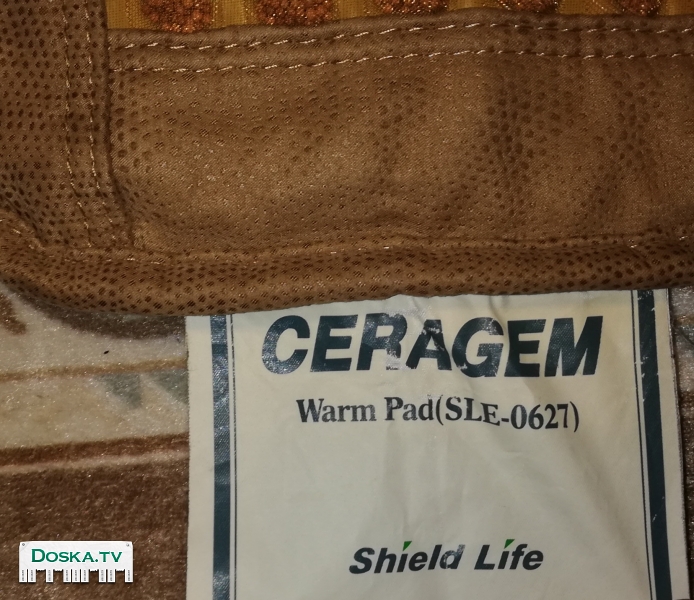 CERAGEM
Warm Pad(SLE-0627)
Shield Life
DOSKA.TV